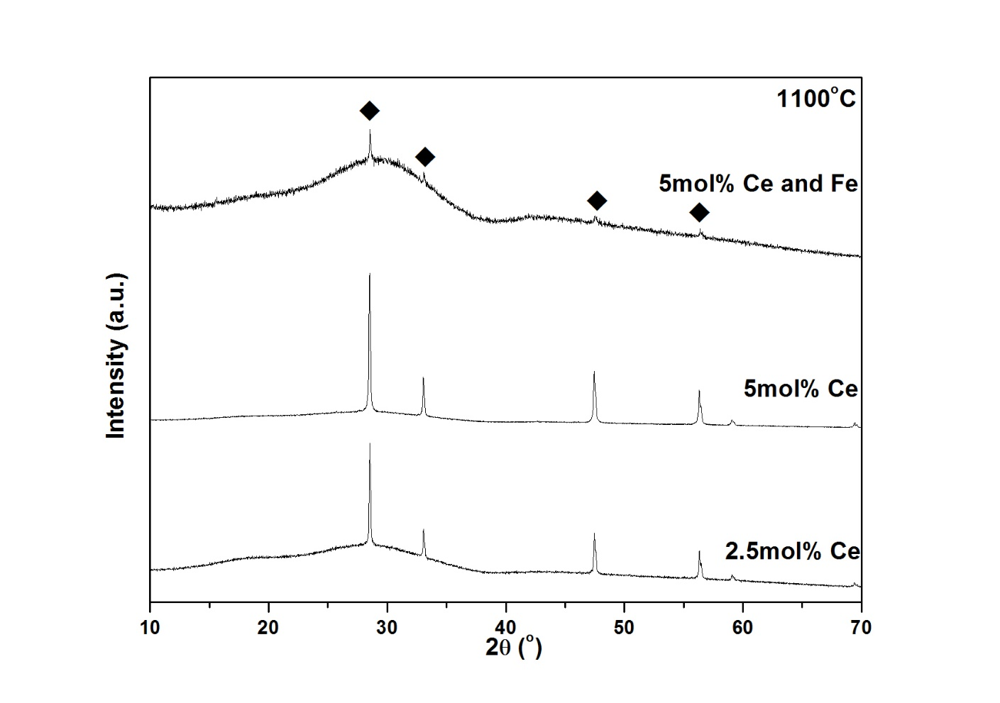 1100°C
5mol% Ce and Fe
5mol% Ce
2.5mol% Ce
Intensity (a.u.)
10 20 30 40 50 60 70
2θ (°)